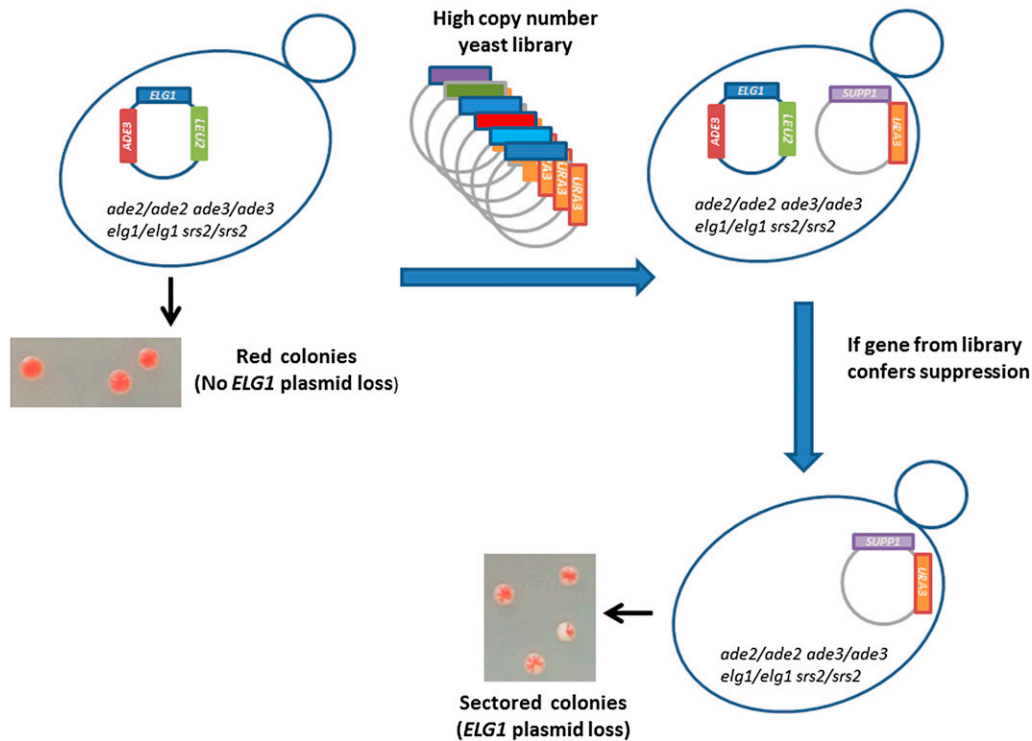 High copy number
yeast library
ELG1
ADE3
LEU2
ade2/ade2 ade3/ade3
elg1/elg1 srs2/srs2
URA3
URA3
URA3
ELG1
ADE3
LEU2
SUPP1
URA3
ade2/ade2 ade3/ade3
elg1/elg1 srs2/srs2
Red colonies
(No ELG1 plasmid loss)
If gene from library
confers suppression
SUPP1
URA3
ade2/ade2 ade3/ade3
elg1/elg1 srs2/srs2
Sectored colonies
(ELG1 plasmid loss)